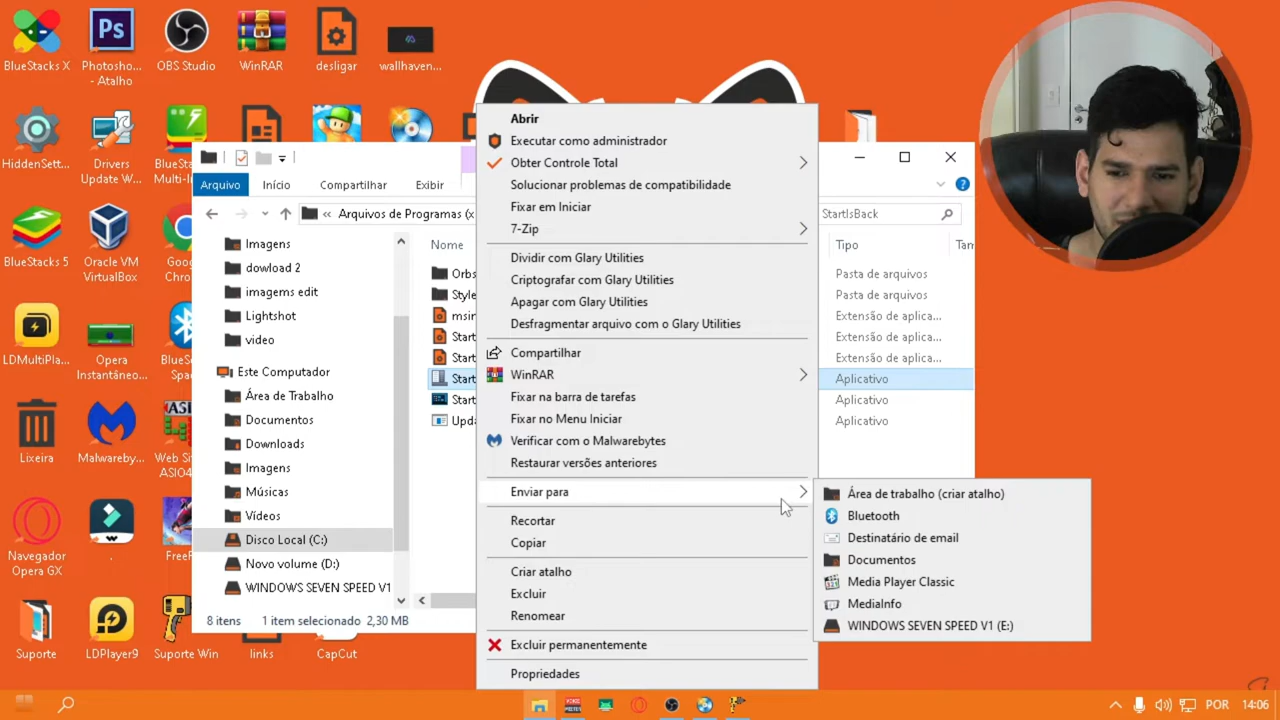 BlueStacks X
Photosho...
- Atalho
OBS Studio
WinRAR
desligar
wallhaven...
HiddenSett...
Drivers
Update W...
BlueSta
Multi-In
BlueStacks 5
Oracle VM
VirtualBox
Goog
Chro
LDMultiPla...
Opera
Instantâneo...
BlueS
Spa
Lixeira
Malwareby...
Web Si
ASIO4
Navegador
Opera GX
.
FreeF
Suporte
LDPlayer9
Suporte Win
links
CapCut
Arquivo
Início
Compartilhar
Exibir
Arquivos de Programas (x
StartIsBack
Imagens
dowload 2
imagems edit
Lightshot
video
Este Computador
Área de Trabalho
Documentos
Downloads
Imagens
Músicas
Vídeos
Disco Local (C:)
Novo volume (D:)
WINDOWS SEVEN SPEED V1
8 itens
1 item selecionado 2,30 MB
Nome
Orbs
Style
msin
Start
Start
Start
Start
Upda
Tipo
Tam
Pasta de arquivos
Pasta de arquivos
Extensão de aplica...
Extensão de aplica...
Extensão de aplica...
Aplicativo
Aplicativo
Aplicativo
Abrir
Executar como administrador
Obter Controle Total
Solucionar problemas de compatibilidade
Fixar em Iniciar
7-Zip
Dividir com Glary Utilities
Criptografar com Glary Utilities
Apagar com Glary Utilities
Desfragmentar arquivo com o Glary Utilities
Compartilhar
WinRAR
Fixar na barra de tarefas
Fixar no Menu Iniciar
Verificar com o Malwarebytes
Restaurar versões anteriores
Enviar para
Recortar
Copiar
Criar atalho
Excluir
Renomear
Excluir permanentemente
Propriedades
Área de trabalho (criar atalho)
Bluetooth
Destinatário de email
Documentos
Media Player Classic
MediaInfo
WINDOWS SEVEN SPEED V1 (E:)
POR
14:06